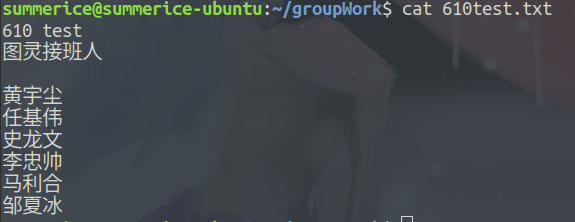 summerice@summerice-ubuntu:~/groupWork$ cat 610test.txt
610 test
图灵接班人
黄宇尘
任基伟
史龙文
李忠帅
马利合
邹夏冰